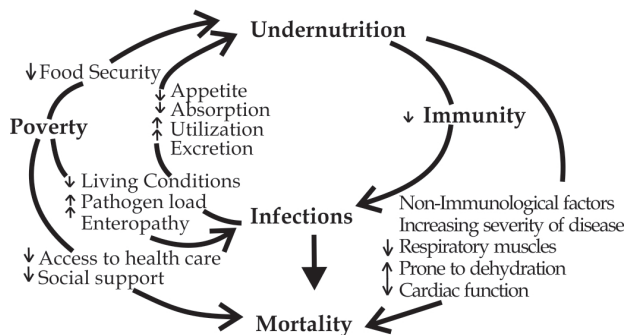 Undernutrition
↓ Food Security
↓ Appetite
↓ Absorption
↑ Utilization
↑ Excretion
Poverty
↓ Immunity
↓ Living Conditions
↑ Pathogen load
↑ Enteropathy
Infections
Non-Immunological factors
Increasing severity of disease
↓ Respiratory muscles
↑ Prone to dehydration
↓ Cardiac function
↓ Access to health care
↓ Social support
Mortality